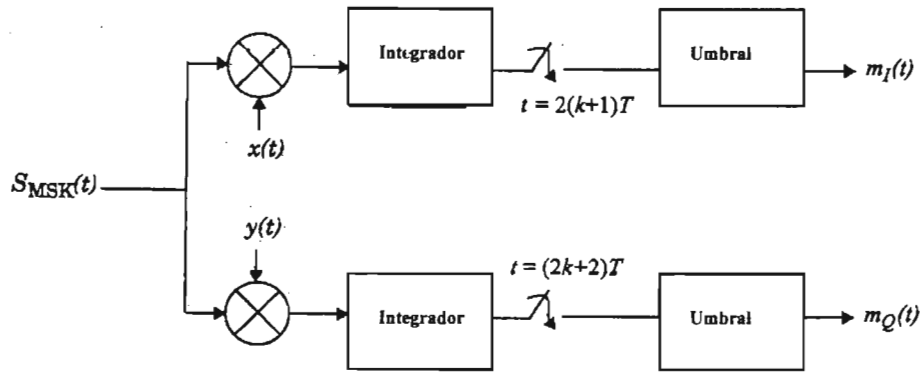 Integrador
Umbral
m_I(t)
t = 2(k+1)T
x(t)
S_MSK(t)
y(t)
t = (2k+2)T
Integrador
Umbral
m_Q(t)